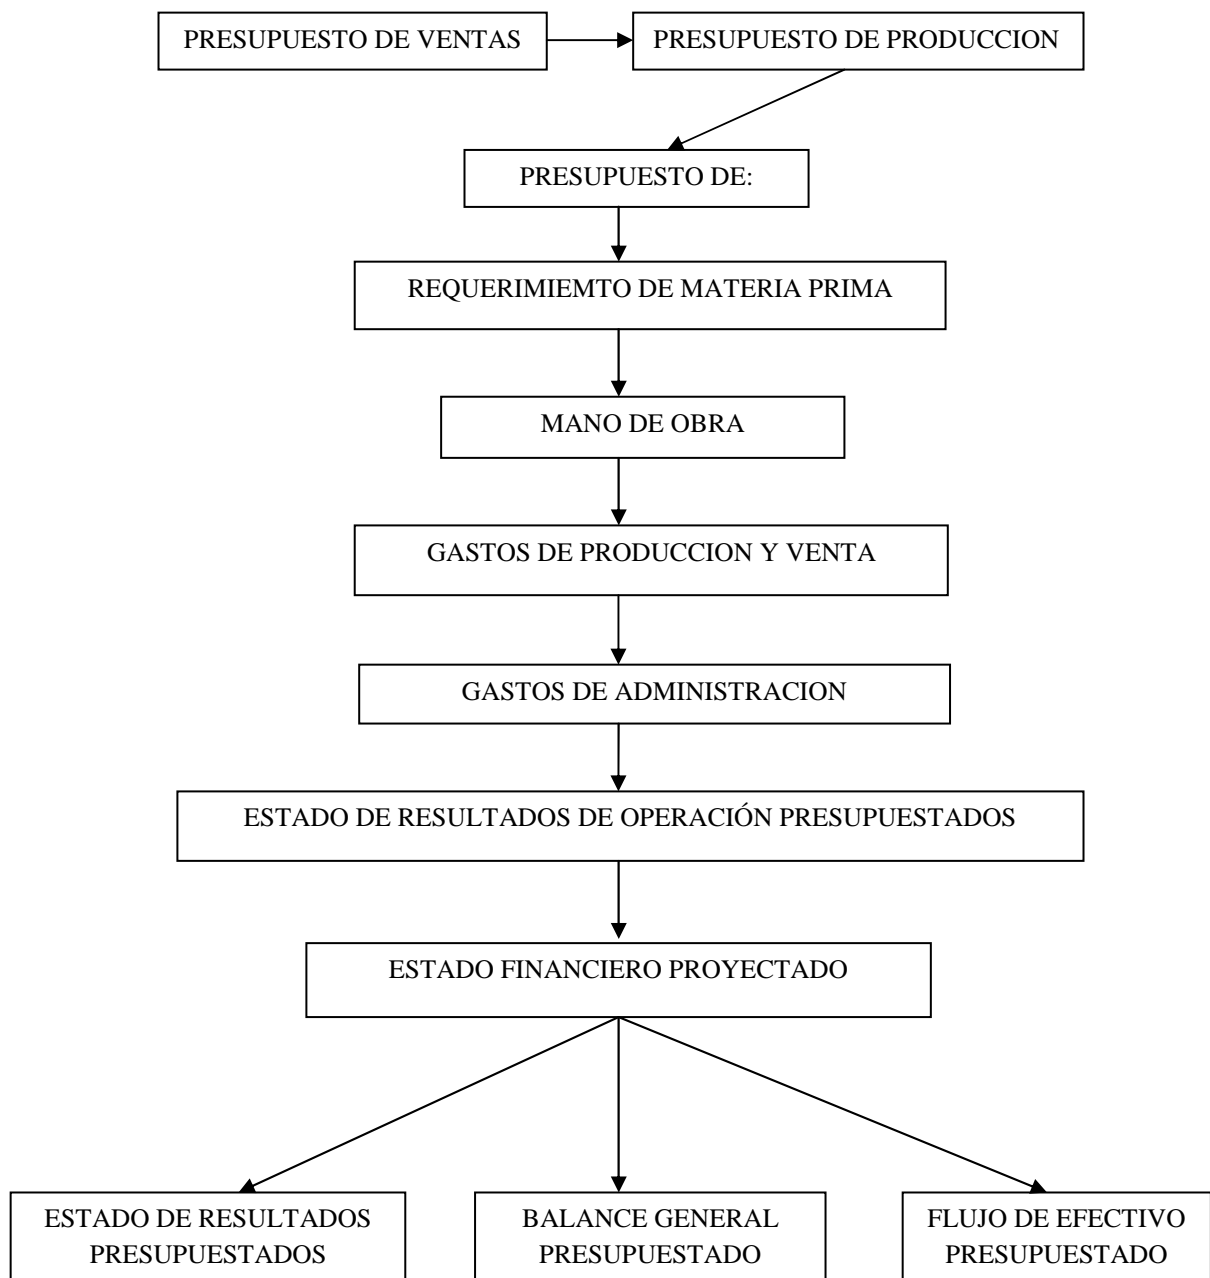 PRESUPUESTO DE VENTAS
PRESUPUESTO DE PRODUCCION
PRESUPUESTO DE:
REQUERIMIEMTO DE MATERIA PRIMA
MANO DE OBRA
GASTOS DE PRODUCCION Y VENTA
GASTOS DE ADMINISTRACION
ESTADO DE RESULTADOS DE OPERACIÓN PRESUPUESTADOS
ESTADO FINANCIERO PROYECTADO
ESTADO DE RESULTADOS
PRESUPUESTADOS
BALANCE GENERAL
PRESUPUESTADO
FLUJO DE EFECTIVO
PRESUPUESTADO